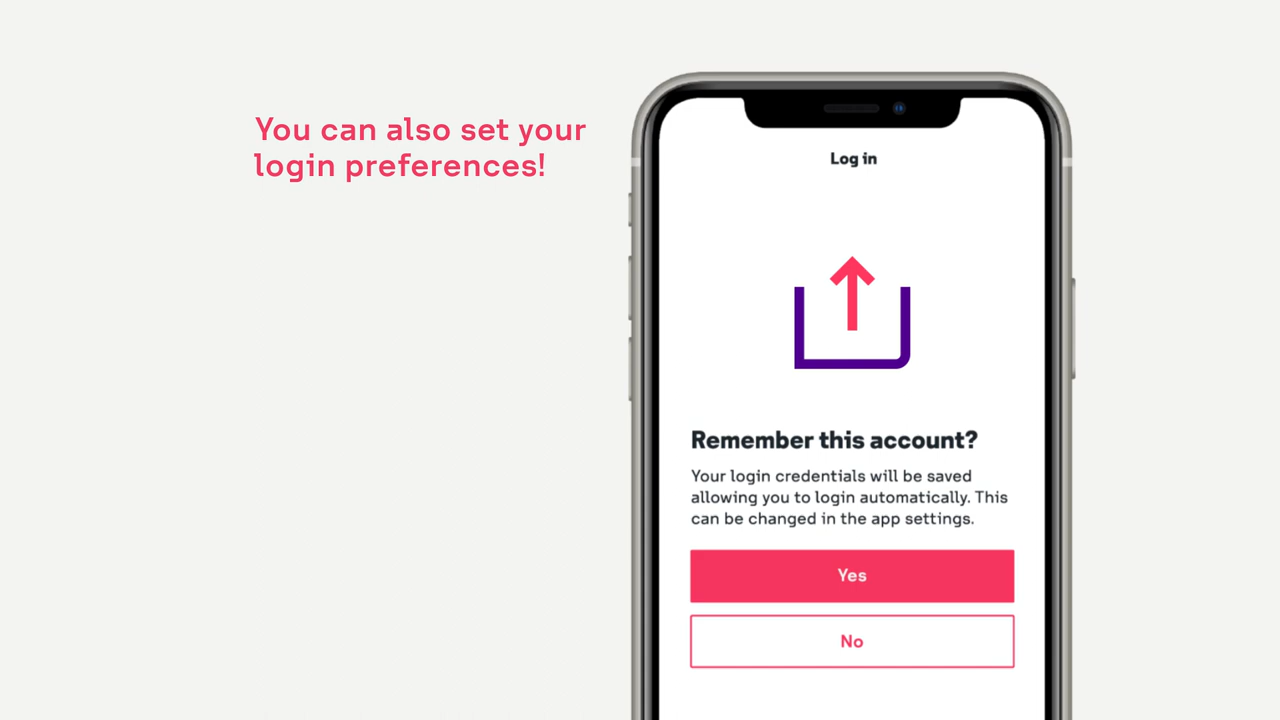 You can also set your
login preferences!
Log in
Remember this account?
Your login credentials will be saved
allowing you to login automatically. This
can be changed in the app settings.
Yes
No